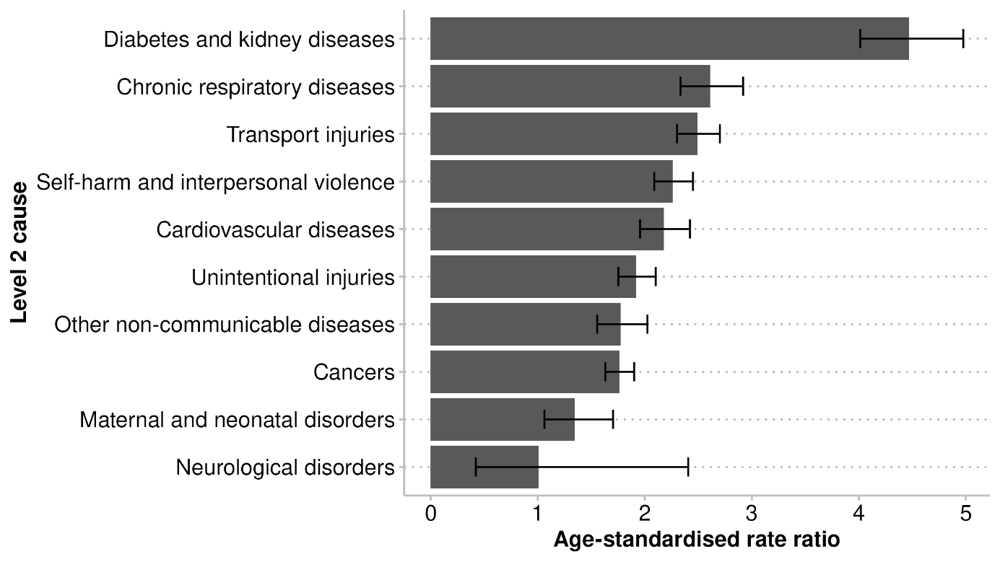 Level 2 cause
Diabetes and kidney diseases
Chronic respiratory diseases
Transport injuries
Self-harm and interpersonal violence
Cardiovascular diseases
Unintentional injuries
Other non-communicable diseases
Cancers
Maternal and neonatal disorders
Neurological disorders
0 1 2 3 4 5
Age-standardised rate ratio